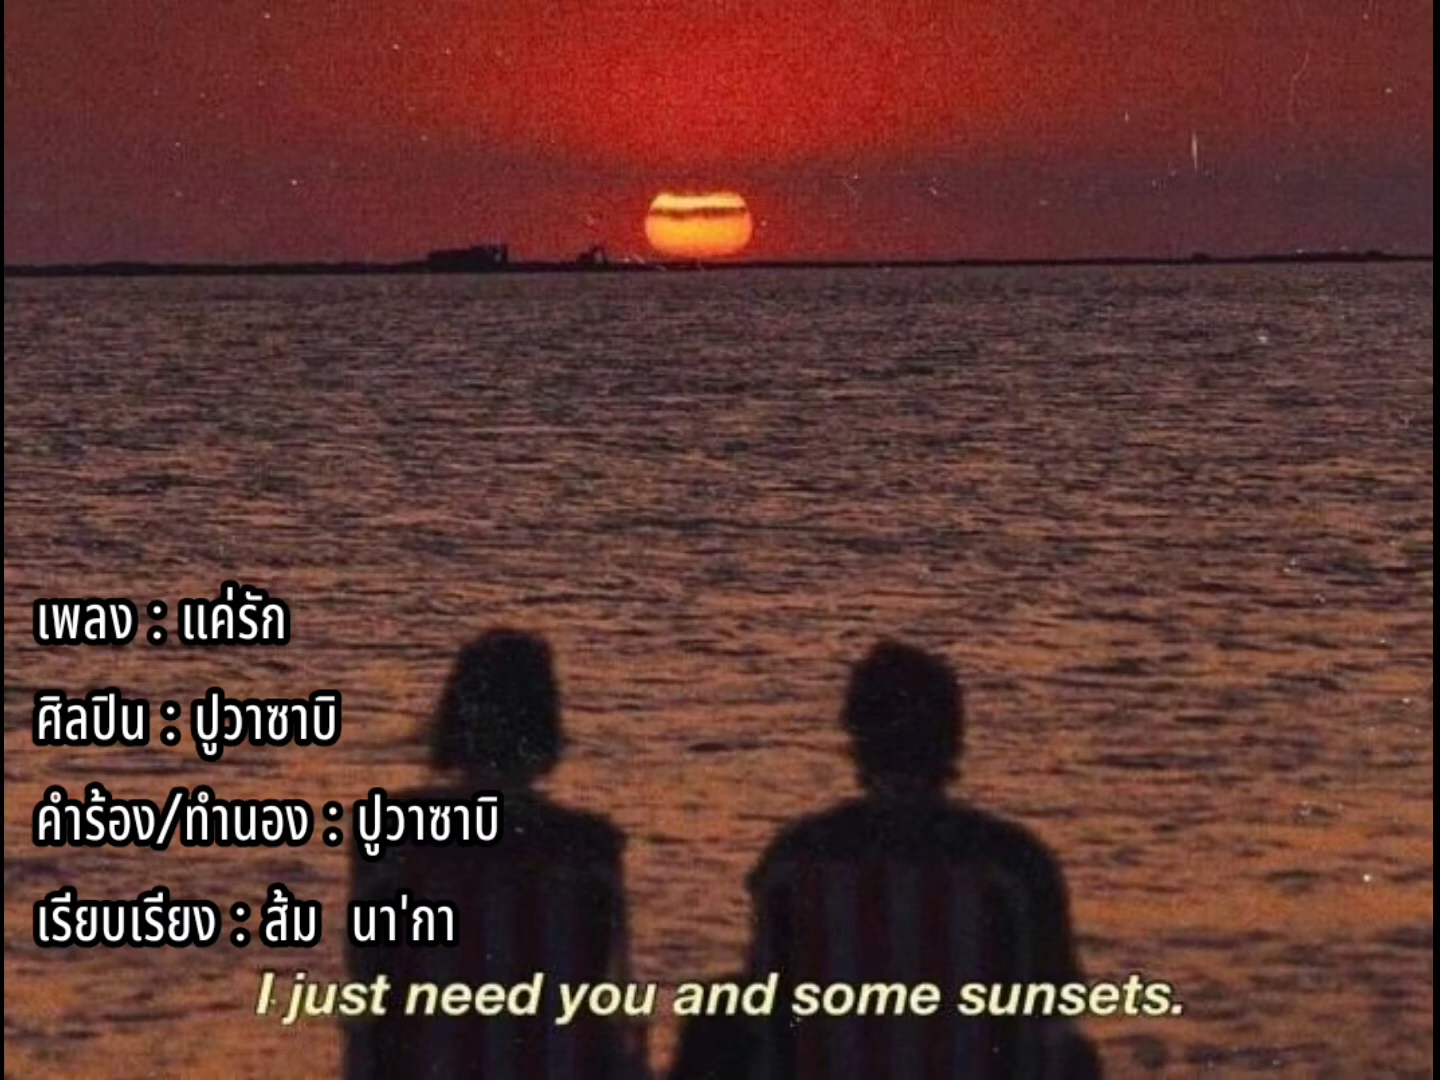 เพลง : แค่รัก
ศิลปิน : ปูวาซาบิ
คำร้อง/ทำนอง : ปูวาซาบิ
เรียบเรียง : ส้ม นา'กา
I just need you and some sunsets.